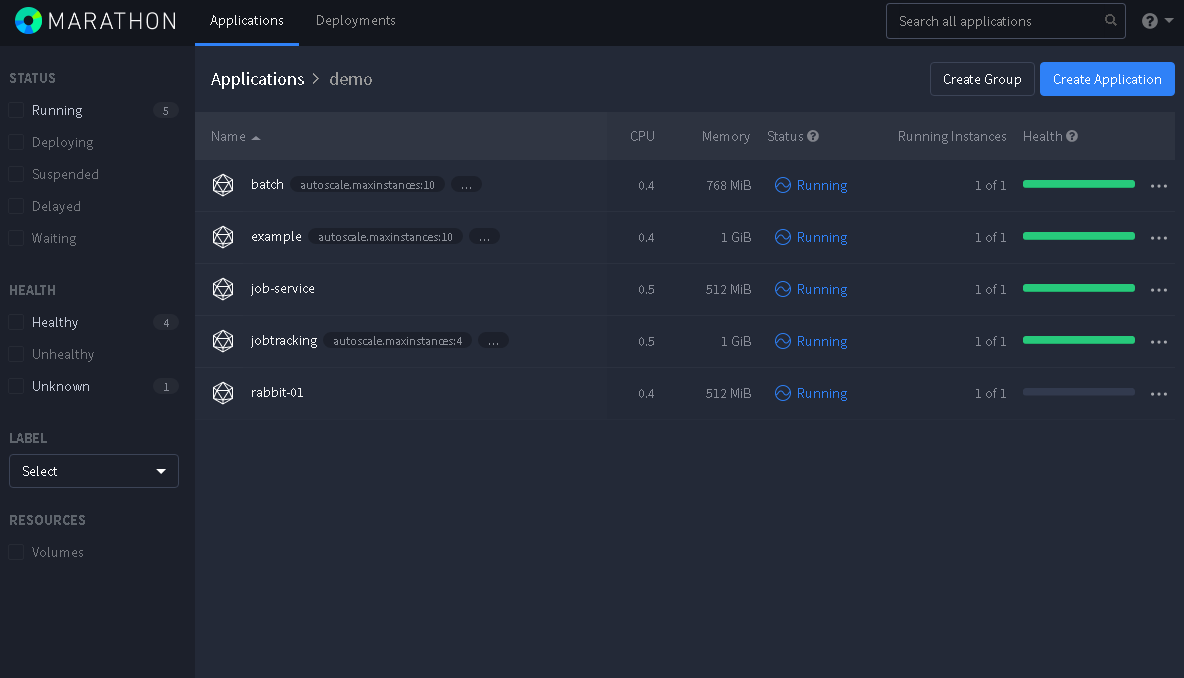 MARATHON
Applications
Deployments
Search all applications
STATUS
Running 5
Deploying
Suspended
Delayed
Waiting
HEALTH
Healthy 4
Unhealthy
Unknown 1
LABEL
Select
RESOURCES
Volumes
Applications > demo
Create Group
Create Application
Name CPU Memory Status Running Instances Health
batch autoscale.maxinstances:10 ... 0.4 768 MiB Running 1 of 1
example autoscale.maxinstances:10 ... 0.4 1 GiB Running 1 of 1
job-service 0.5 512 MiB Running 1 of 1
jobtracking autoscale.maxinstances:4 ... 0.5 1 GiB Running 1 of 1
rabbit-01 0.4 512 MiB Running 1 of 1